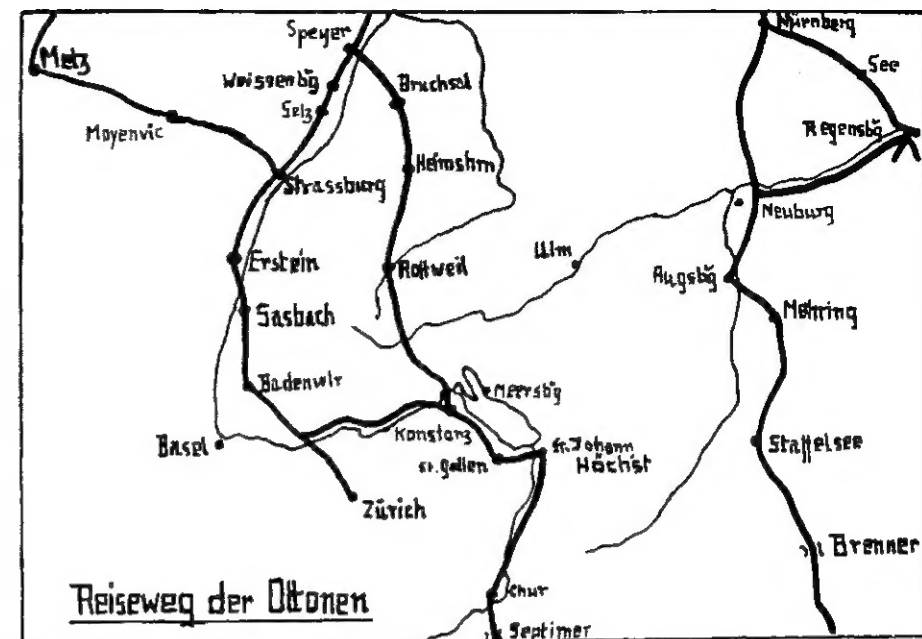 Speyer
Nürnberg
Metz
Weissenbg̃
Bruchsal
See
Selz
Moyenvic
Regensbg̃
Heimshm
Strassburg
Neuburg
Erstein
Rottweil
Ulm
Augsbg̃
Sasbach
Mehring
Badenwlr
Meersbg̃
Basel
Konstanz
St. Johann
Höchst
Staffelsee
St. Gallen
Zürich
Brenner
Reiseweg der Ottonen
Chur
Septimer